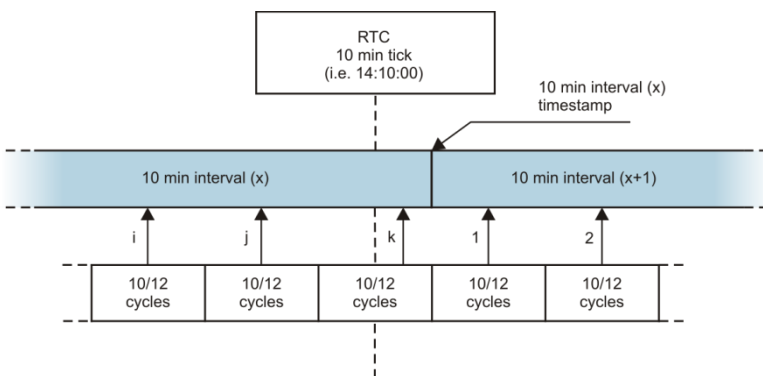 RTC
10 min tick
(i.e. 14:10:00)
10 min interval (x)
timestamp
10 min interval (x)
10 min interval (x+1)
i
j
k
1
2
10/12
cycles
10/12
cycles
10/12
cycles
10/12
cycles
10/12
cycles